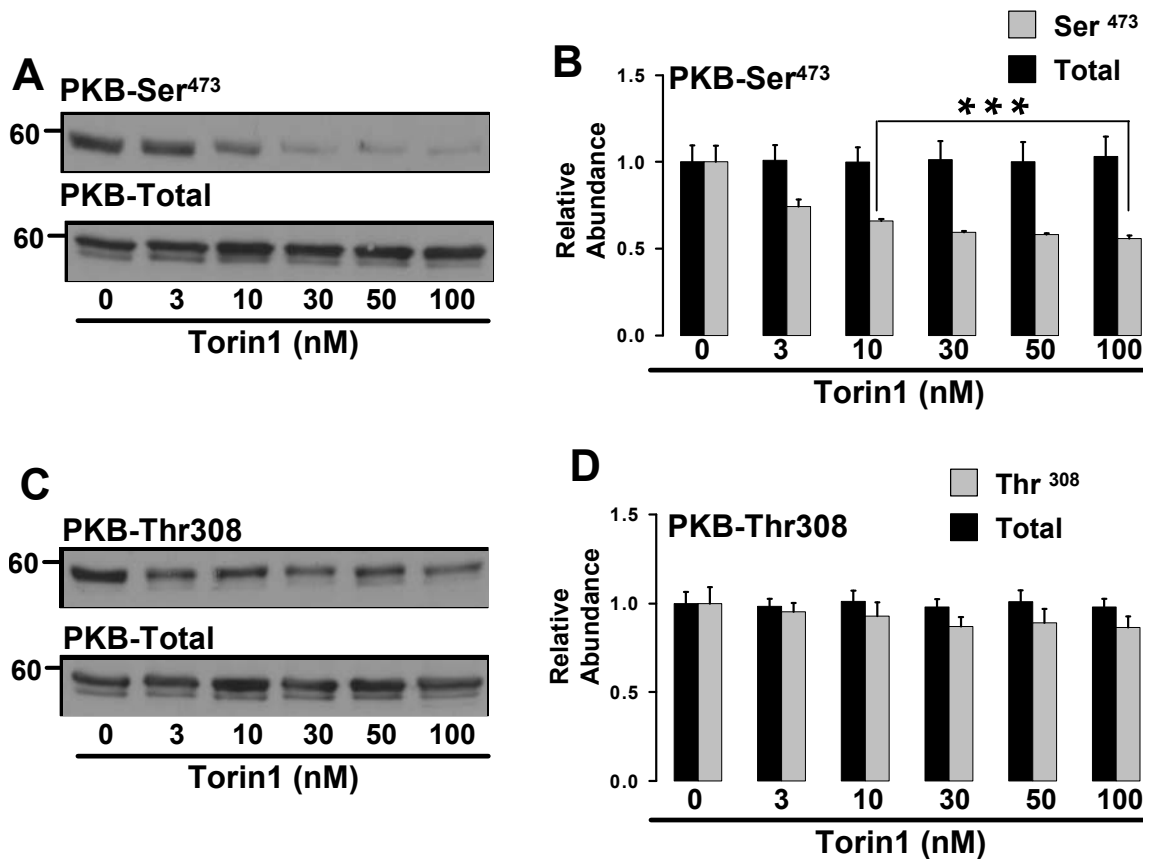 A
PKB-Ser473
60
PKB-Total
60
0 3 10 30 50 100
Torin1 (nM)
B
PKB-Ser473
Ser 473
Total
***
1.5
1.0
0.5
0.0
Relative
Abundance
0 3 10 30 50 100
Torin1 (nM)
C
PKB-Thr308
60
PKB-Total
60
0 3 10 30 50 100
Torin1 (nM)
D
PKB-Thr308
Thr 308
Total
1.5
1.0
0.5
0.0
Relative
Abundance
0 3 10 30 50 100
Torin1 (nM)